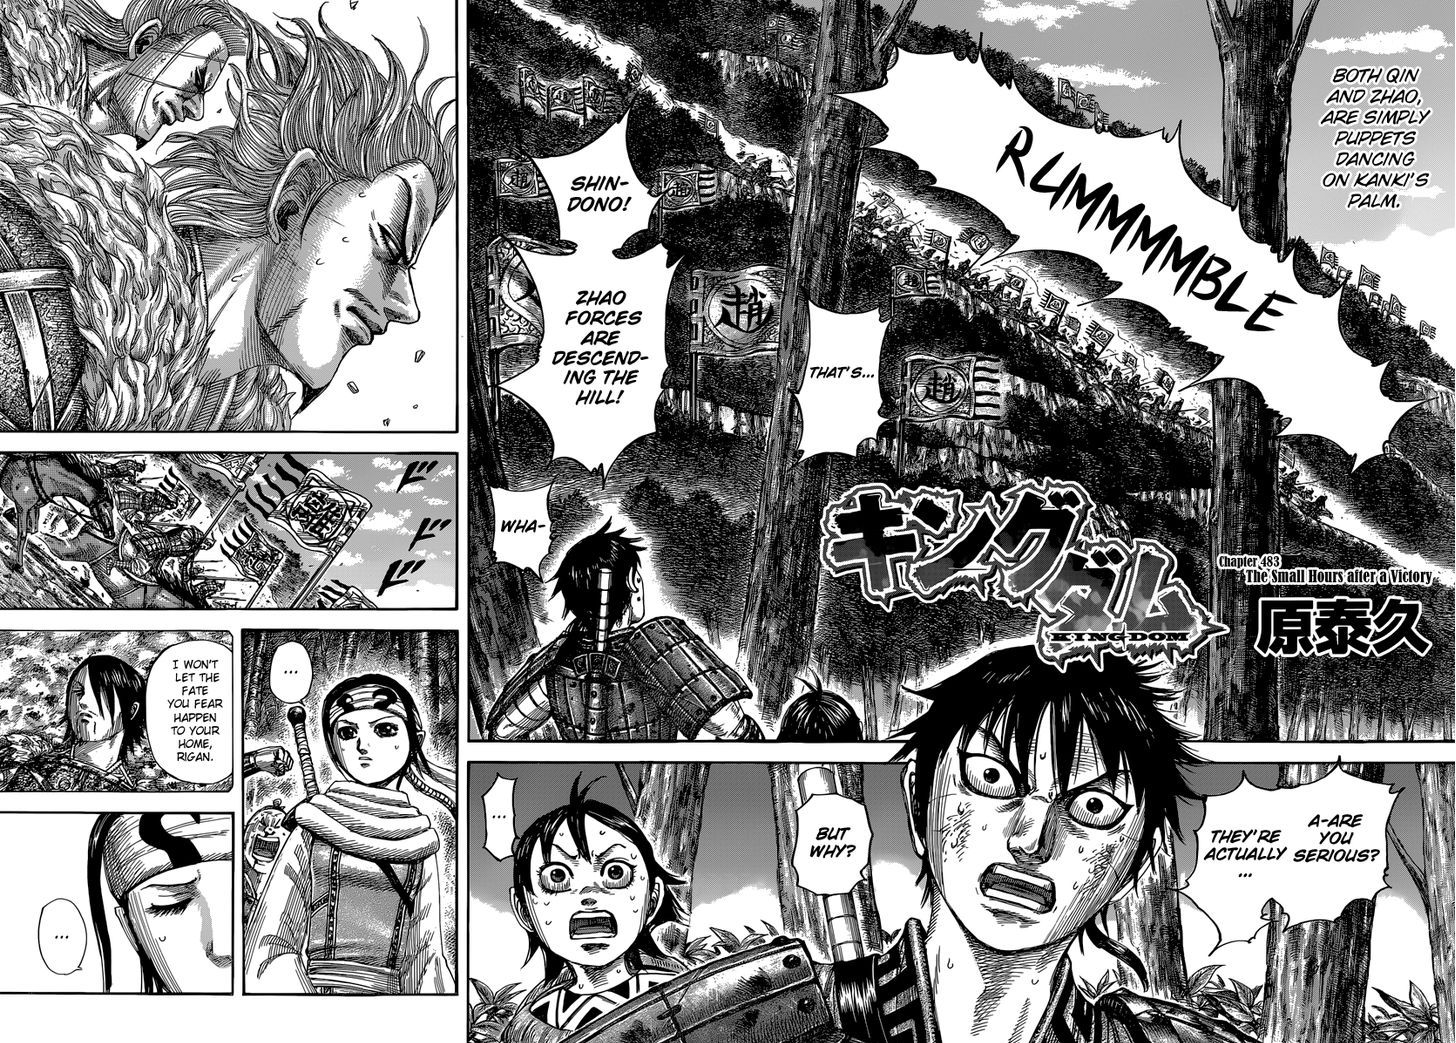 BOTH QIN
AND ZHAO,
ARE SIMPLY
PUPPETS
DANCING
ON KANKI'S
PALM.
RUMMMMBLE
SHIN-
DONO!
ZHAO
FORCES
ARE
DESCEND-
ING THE
HILL!
THAT'S...
WHA-
趙
趙
趙
キングダム
KINGDOM
Chapter 483
The Small Hours after a Victory
原泰久
A-ARE
YOU
SERIOUS?
THEY'RE
ACTUALLY
...
BUT
WHY?
...
ドドド
...
I WON'T
LET THE
FATE
YOU FEAR
HAPPEN
TO YOUR
HOME,
RIGAN.
...